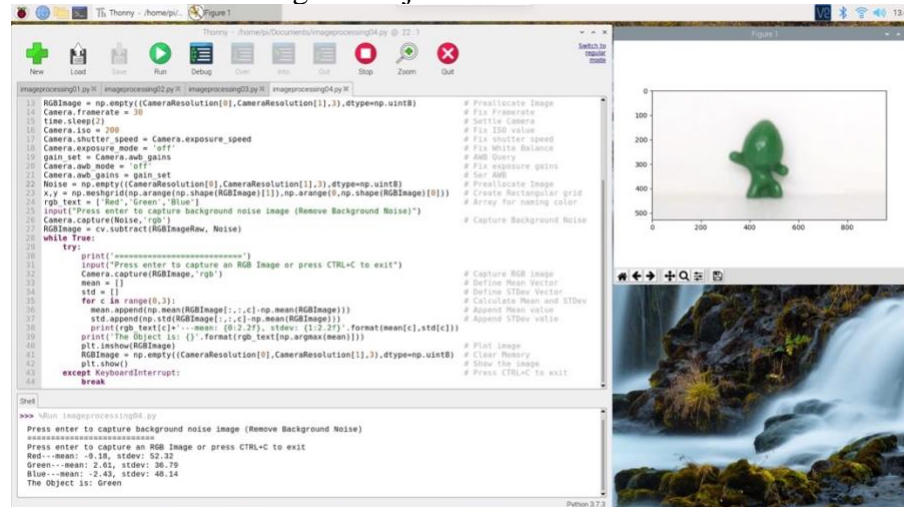 Thonny - /home/pi/...
Figure 1
V2
13:
Thonny - /home/pi/Documents/imageprocessing04.py @ 22 : 1
New
Load
Save
Run
Debug
Over
Into
Out
Stop
Zoom
Quit
Switch to
regular
mode
imageprocessing01.py
imageprocessing02.py
imageprocessing03.py
imageprocessing04.py
13 RGBImage = np.empty((CameraResolution[0],CameraResolution[1],3),dtype=np.uint8) # Preallocate Image
14 Camera.framerate = 30 # Fix Framerate
15 time.sleep(2) # Settle Camera
16 Camera.iso = 200 # Fix ISO value
17 Camera.shutter_speed = Camera.exposure_speed # Fix shutter speed
18 Camera.exposure_mode = 'off' # Fix White Balance
19 gain_set = Camera.awb_gains # AWB Query
20 Camera.awb_mode = 'off' # Fix exposure gains
21 Camera.awb_gains = gain_set # Ser AWB
22 Noise = np.empty((CameraResolution[0],CameraResolution[1],3),dtype=np.uint8) # Preallocate Image
23 x,y = np.meshgrid(np.arange(np.shape(RGBImage)[1]),np.arange(0,np.shape(RGBImage)[0])) # Create Rectangular grid
24 rgb_text = ['Red','Green','Blue'] # Array for naming color
25 input("Press enter to capture background noise image (Remove Background Noise)")
26 Camera.capture(Noise,'rgb') # Capture Background Noise
27 RGBImage = cv.subtract(RGBImageRaw, Noise)
28 while True:
29 try:
30 print('===========================')
31 input("Press enter to capture an RGB Image or press CTRL+C to exit")
32 Camera.capture(RGBImage,'rgb') # Capture RGB image
33 mean = [] # Define Mean Vector
34 std = [] # Define STDev Vector
35 for c in range(0,3): # Calculate Mean and STDev
36 mean.append(np.mean(RGBImage[:,:,c]-np.mean(RGBImage))) # Append Mean value
37 std.append(np.std(RGBImage[:,:,c]-np.mean(RGBImage))) # Append STDev valie
38 print(rgb_text[c]+'---mean: {0:2.2f}, stdev: {1:2.2f}'.format(mean[c],std[c]))
39 print('The Object is: {}'.format(rgb_text[np.argmax(mean)]))
40 plt.imshow(RGBImage) # Plot image
41 RGBImage = np.empty((CameraResolution[0],CameraResolution[1],3),dtype=np.uint8) # Clear Memory
42 plt.show() # Show the image
43 except KeyboardInterrupt: # Press CTRL+C to exit
44 break
Shell
>>> %Run imageprocessing04.py
Press enter to capture background noise image (Remove Background Noise)
===========================
Press enter to capture an RGB Image or press CTRL+C to exit
Red---mean: -0.18, stdev: 52.32
Green---mean: 2.61, stdev: 36.79
Blue---mean: -2.43, stdev: 48.14
The Object is: Green
Python 3.7.3
Figure 1
0
100
200
300
400
500
0 200 400 600 800